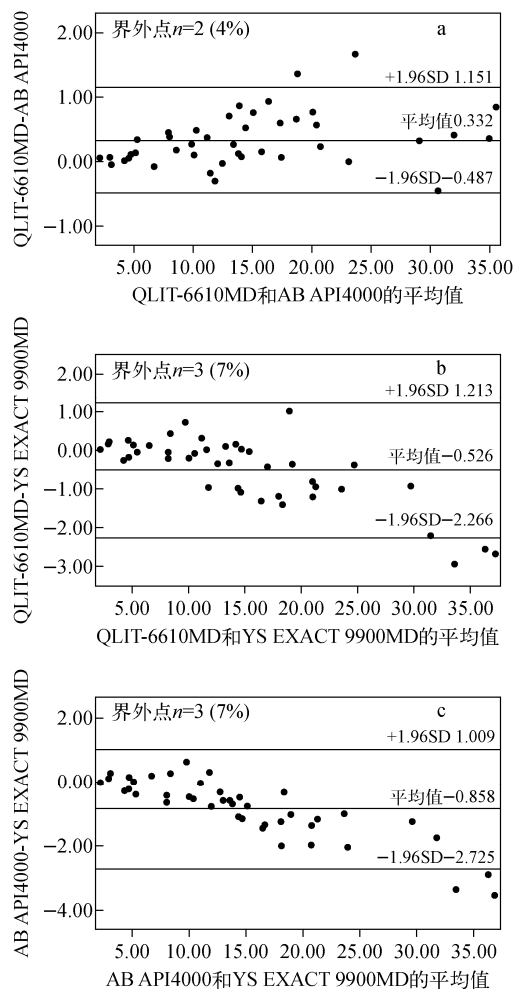 界外点n=2 (4%)
a
2.00
1.00
0.00
−1.00
QLIT-6610MD-AB API4000
+1.96SD 1.151
平均值0.332
−1.96SD−0.487
5.00 10.00 15.00 20.00 25.00 30.00 35.00
QLIT-6610MD和AB API4000的平均值
界外点n=3 (7%)
b
2.00
1.00
0.00
−1.00
−2.00
−3.00
QLIT-6610MD-YS EXACT 9900MD
+1.96SD 1.213
平均值−0.526
−1.96SD−2.266
5.00 10.00 15.00 20.00 25.00 30.00 35.00
QLIT-6610MD和YS EXACT 9900MD的平均值
界外点n=3 (7%)
c
2.00
0.00
−2.00
−4.00
AB API4000-YS EXACT 9900MD
+1.96SD 1.009
平均值−0.858
−1.96SD−2.725
5.00 10.00 15.00 20.00 25.00 30.00 35.00
AB API4000和YS EXACT 9900MD的平均值